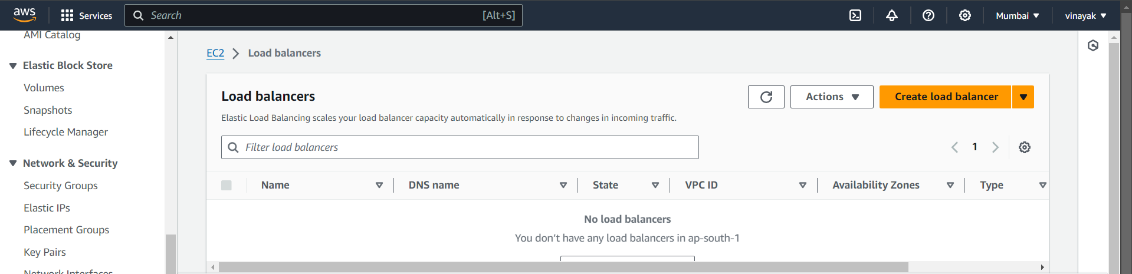 aws Services Search [Alt+S] Mumbai vinayak
AMI Catalog
Elastic Block Store
Volumes
Snapshots
Lifecycle Manager
Network & Security
Security Groups
Elastic IPs
Placement Groups
Key Pairs
Network Interfaces
EC2 Load balancers
Load balancers Actions Create load balancer
Elastic Load Balancing scales your load balancer capacity automatically in response to changes in incoming traffic.
Filter load balancers 1
Name DNS name State VPC ID Availability Zones Type
No load balancers
You don't have any load balancers in ap-south-1